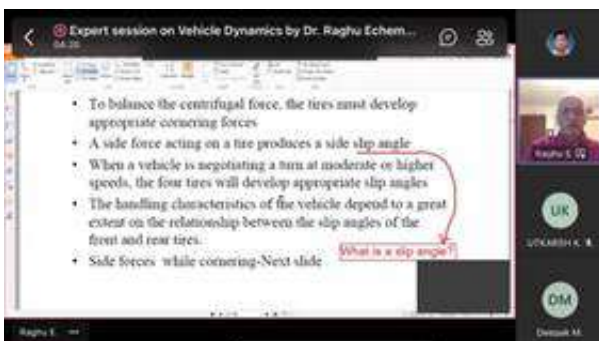 Expert session on Vehicle Dynamics by Dr. Raghu Echem...
• To balance the centrifugal force, the tires must develop
appropriate cornering forces
• A side force acting on a tire produces a side slip angle
• When a vehicle is negotiating a turn at moderate or higher
speeds, the four tires will develop appropriate slip angles
• The handling characteristics of the vehicle depend to a great
extent on the relationship between the slip angles of the
front and rear tires.
What is a slip angle?
• Side forces while cornering-Next slide
Raghu E.
UK
UTKARSH K.
DM
Deepak M.
Raghu E. ...